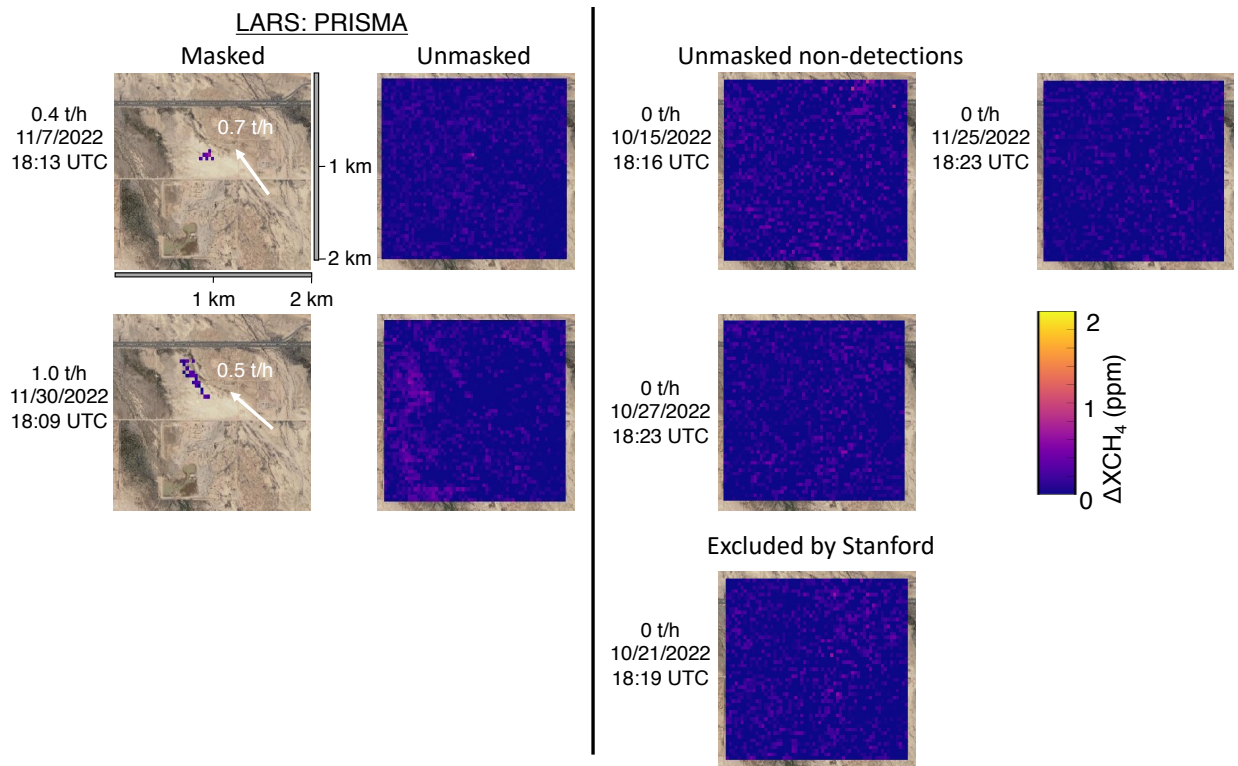 LARS: PRISMA
Masked
Unmasked
0.4 t/h
11/7/2022
18:13 UTC
0.7 t/h
1 km
2 km
1 km
2 km
1.0 t/h
11/30/2022
18:09 UTC
0.5 t/h
Unmasked non-detections
0 t/h
10/15/2022
18:16 UTC
0 t/h
11/25/2022
18:23 UTC
0 t/h
10/27/2022
18:23 UTC
2
1
0
ΔXCH₄ (ppm)
Excluded by Stanford
0 t/h
10/21/2022
18:19 UTC